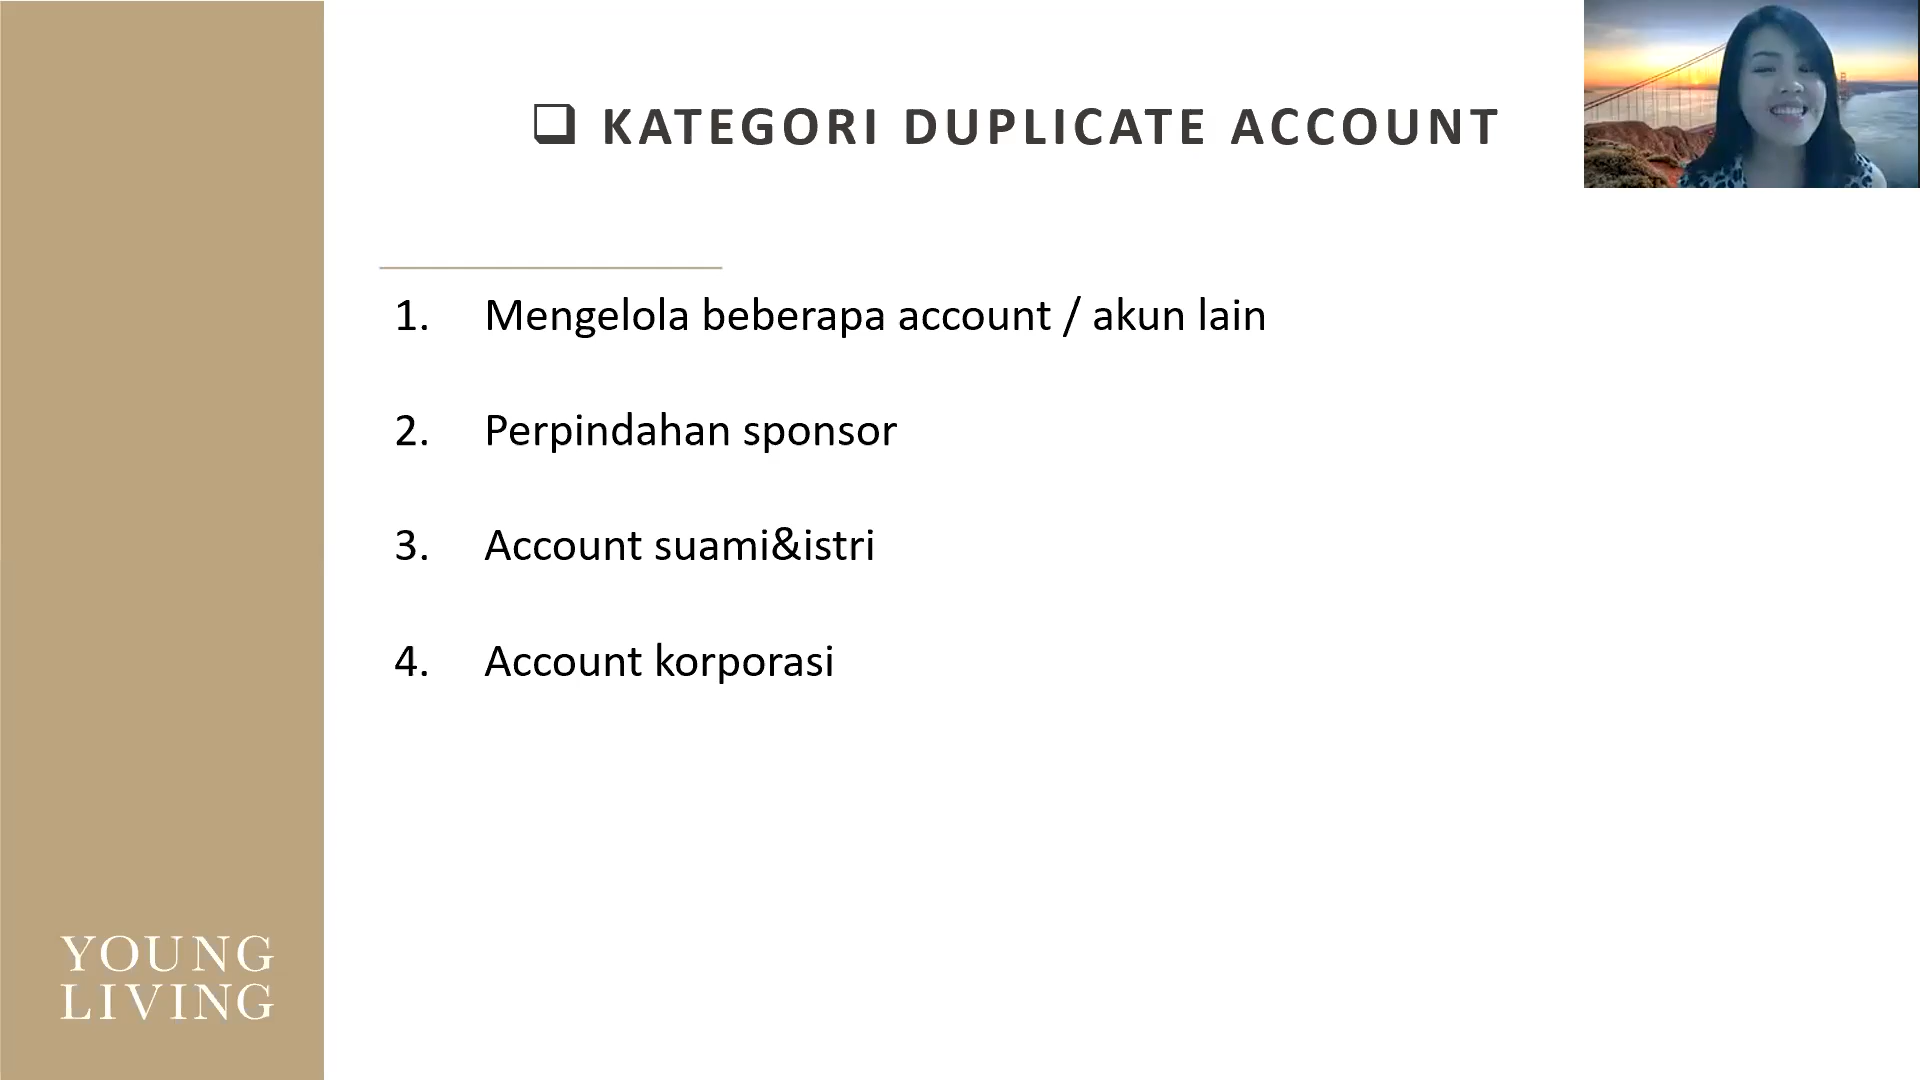 KATEGORI DUPLICATE ACCOUNT
1. Mengelola beberapa account / akun lain
2. Perpindahan sponsor
3. Account suami&istri
4. Account korporasi
YOUNG
LIVING